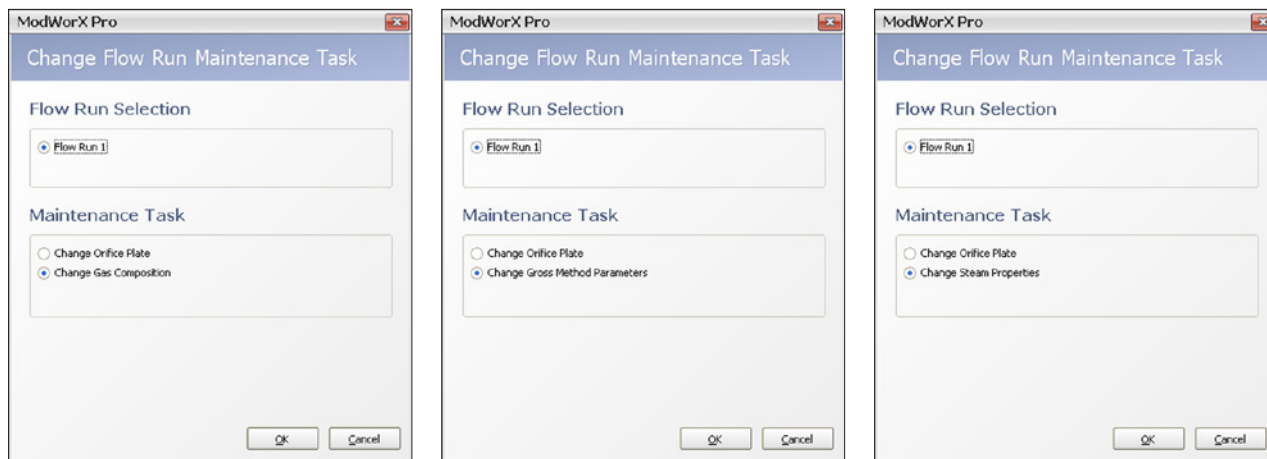 ModWorX Pro
Change Flow Run Maintenance Task
Flow Run Selection
Flow Run 1
Maintenance Task
Change Orifice Plate
Change Gas Composition
OK
Cancel
ModWorX Pro
Change Flow Run Maintenance Task
Flow Run Selection
Flow Run 1
Maintenance Task
Change Orifice Plate
Change Gross Method Parameters
OK
Cancel
ModWorX Pro
Change Flow Run Maintenance Task
Flow Run Selection
Flow Run 1
Maintenance Task
Change Orifice Plate
Change Steam Properties
OK
Cancel